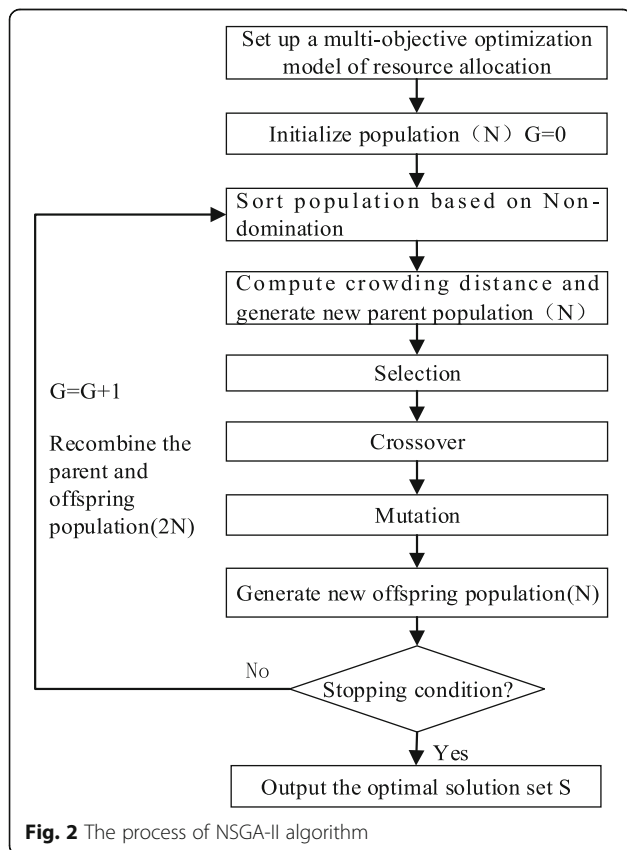 Set up a multi-objective optimization
model of resource allocation
Initialize population（N）G=0
Sort population based on Non-
domination
Compute crowding distance and
generate new parent population（N）
Selection
Crossover
Mutation
Generate new offspring population(N)
Stopping condition?
No
G=G+1
Recombine the
parent and
offspring
population(2N)
Yes
Output the optimal solution set S
Fig. 2 The process of NSGA-II algorithm